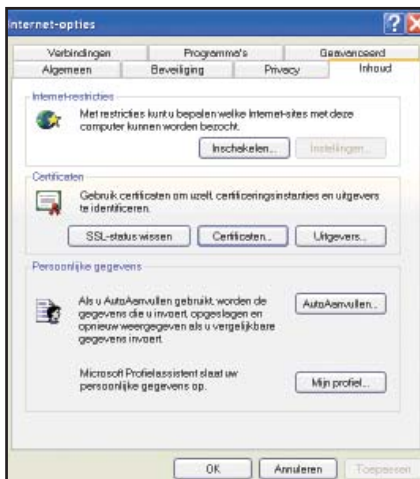 Internet-opties
Verbindingen Programma's Geavanceerd
Algemeen Beveiliging Privacy Inhoud
Internet-restricties
Met restricties kunt u bepalen welke Internet-sites met deze
computer kunnen worden bezocht.
Inschakelen... Instellingen...
Certificaten
Gebruik certificaten om uzelf, certificeringsinstanties en uitgevers
te identificeren.
SSL-status wissen Certificaten... Uitgevers...
Persoonlijke gegevens
Als u AutoAanvullen gebruikt, worden de
gegevens die u invoert, opgeslagen en
opnieuw weergegeven als u vergelijkbare
gegevens invoert.
AutoAanvullen...
Microsoft Profielassistent slaat uw
persoonlijke gegevens op.
Mijn profiel...
OK Annuleren Toepassen